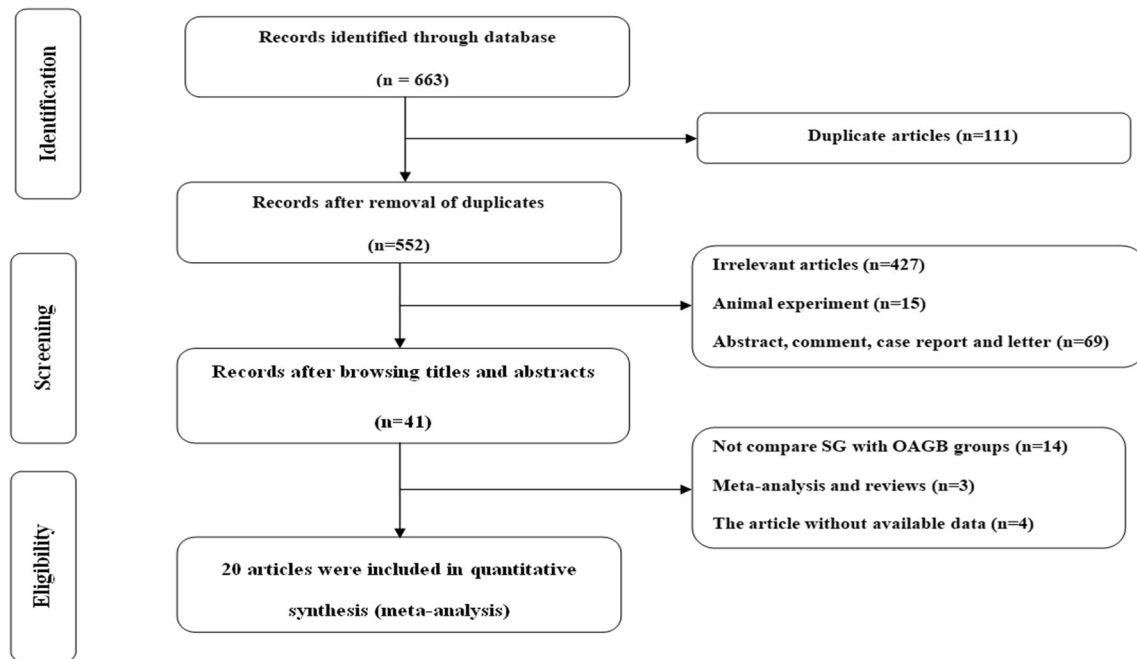 Identification
Records identified through database
(n = 663)
Duplicate articles (n=111)
Records after removal of duplicates
(n=552)
Screening
Irrelevant articles (n=427)
Animal experiment (n=15)
Abstract, comment, case report and letter (n=69)
Records after browsing titles and abstracts
(n=41)
Eligibility
Not compare SG with OAGB groups (n=14)
Meta-analysis and reviews (n=3)
The article without available data (n=4)
20 articles were included in quantitative
synthesis (meta-analysis)